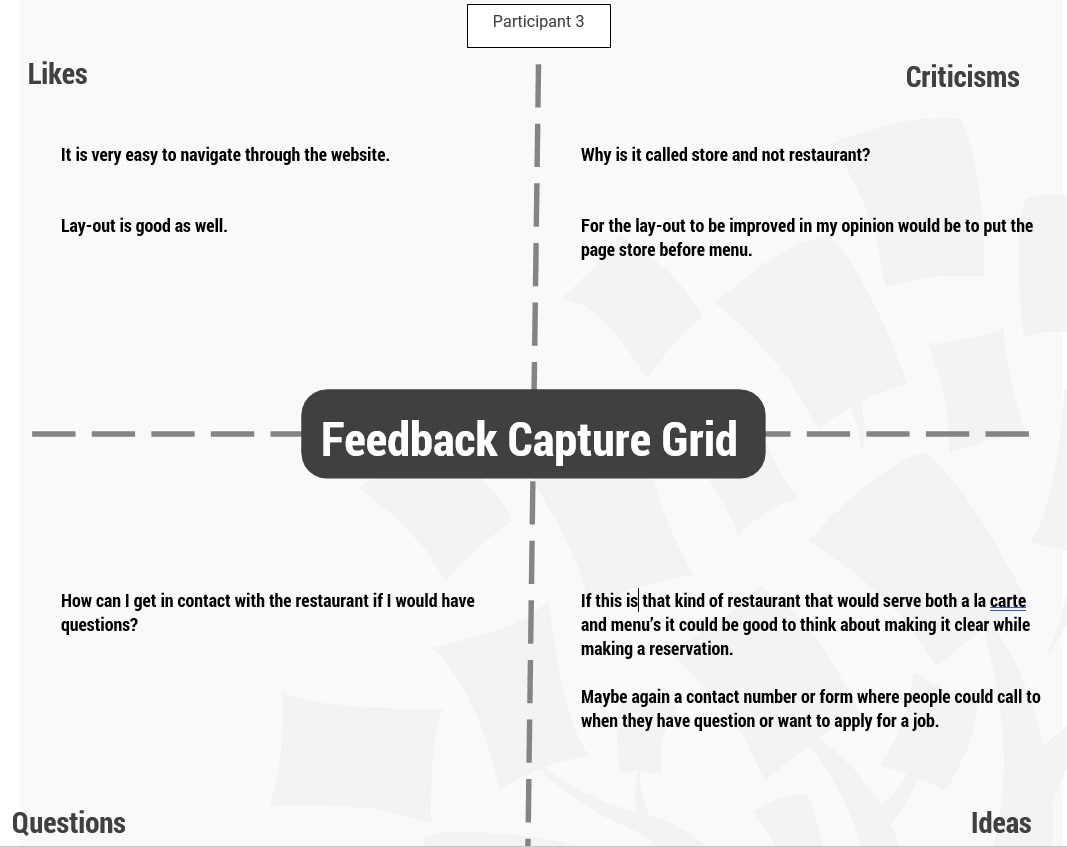 Participant 3
Likes
Criticisms
It is very easy to navigate through the website.
Lay-out is good as well.
Why is it called store and not restaurant?
For the lay-out to be improved in my opinion would be to put the
page store before menu.
Feedback Capture Grid
How can I get in contact with the restaurant if I would have
questions?
If this is that kind of restaurant that would serve both a la carte
and menu's it could be good to think about making it clear while
making a reservation.
Maybe again a contact number or form where people could call to
when they have question or want to apply for a job.
Questions
Ideas